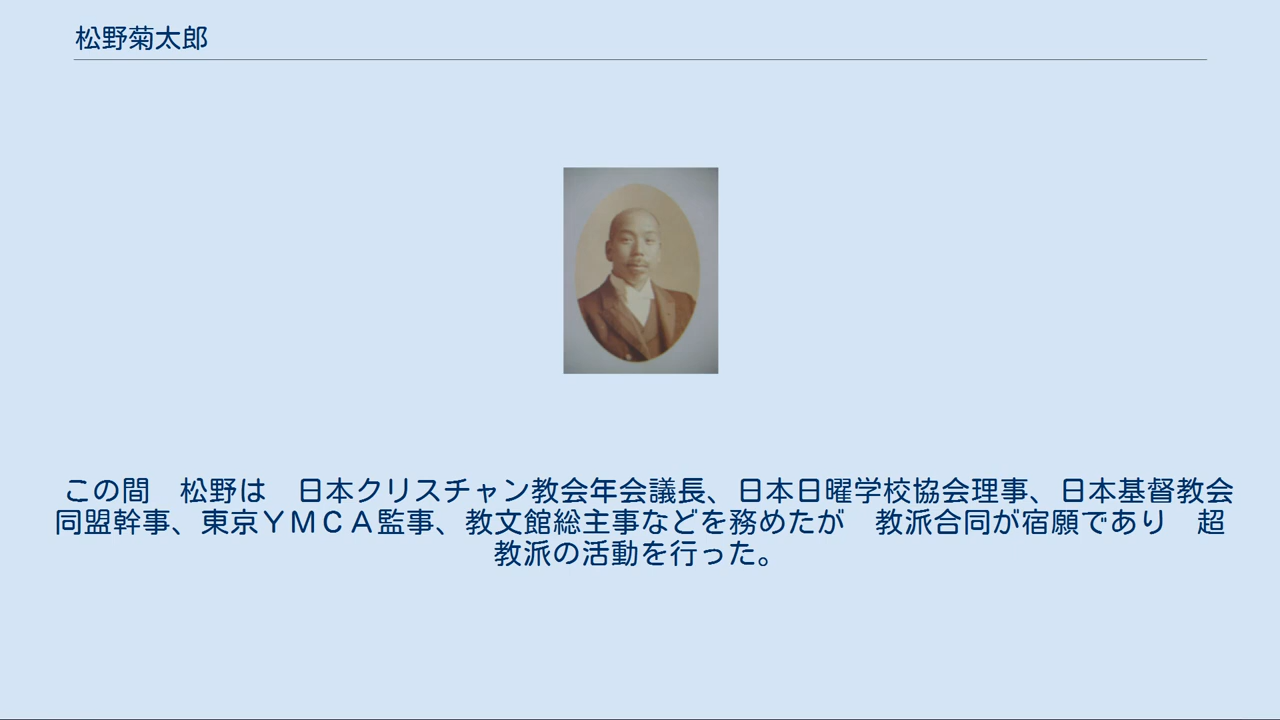 松野菊太郎
この間　松野は　日本クリスチャン教会年会議長、日本日曜学校協会理事、日本基督教会
同盟幹事、東京ＹＭＣＡ監事、教文館総主事などを務めたが　教派合同が宿願であり　超
教派の活動を行った。